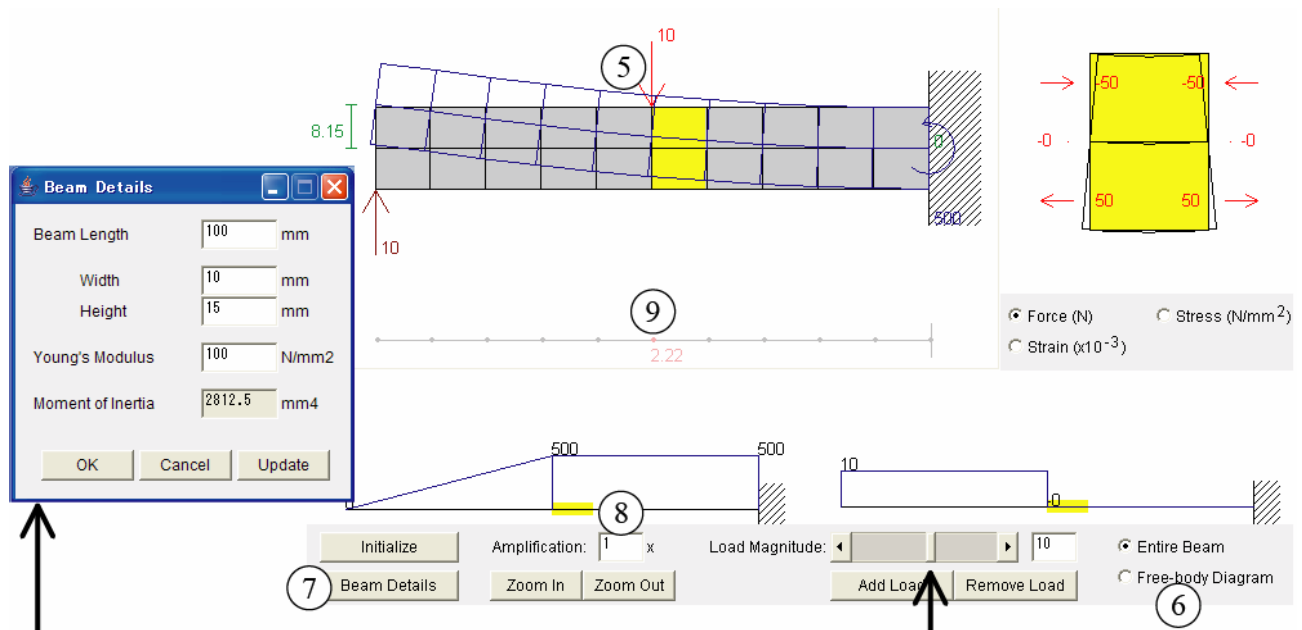 10
5
8.15
0
500
10
9
2.22
-50 -50
-0 -0
50 50
Force (N) Stress (N/mm2)
Strain (x10-3)
Beam Details
Beam Length 100 mm
Width 10 mm
Height 15 mm
Young's Modulus 100 N/mm2
Moment of Inertia 2812.5 mm4
OK Cancel Update
500 500
10
-0
8
Initialize Amplification: 1 x Load Magnitude: 10 Entire Beam
7 Beam Details Zoom In Zoom Out Add Load Remove Load Free-body Diagram
6